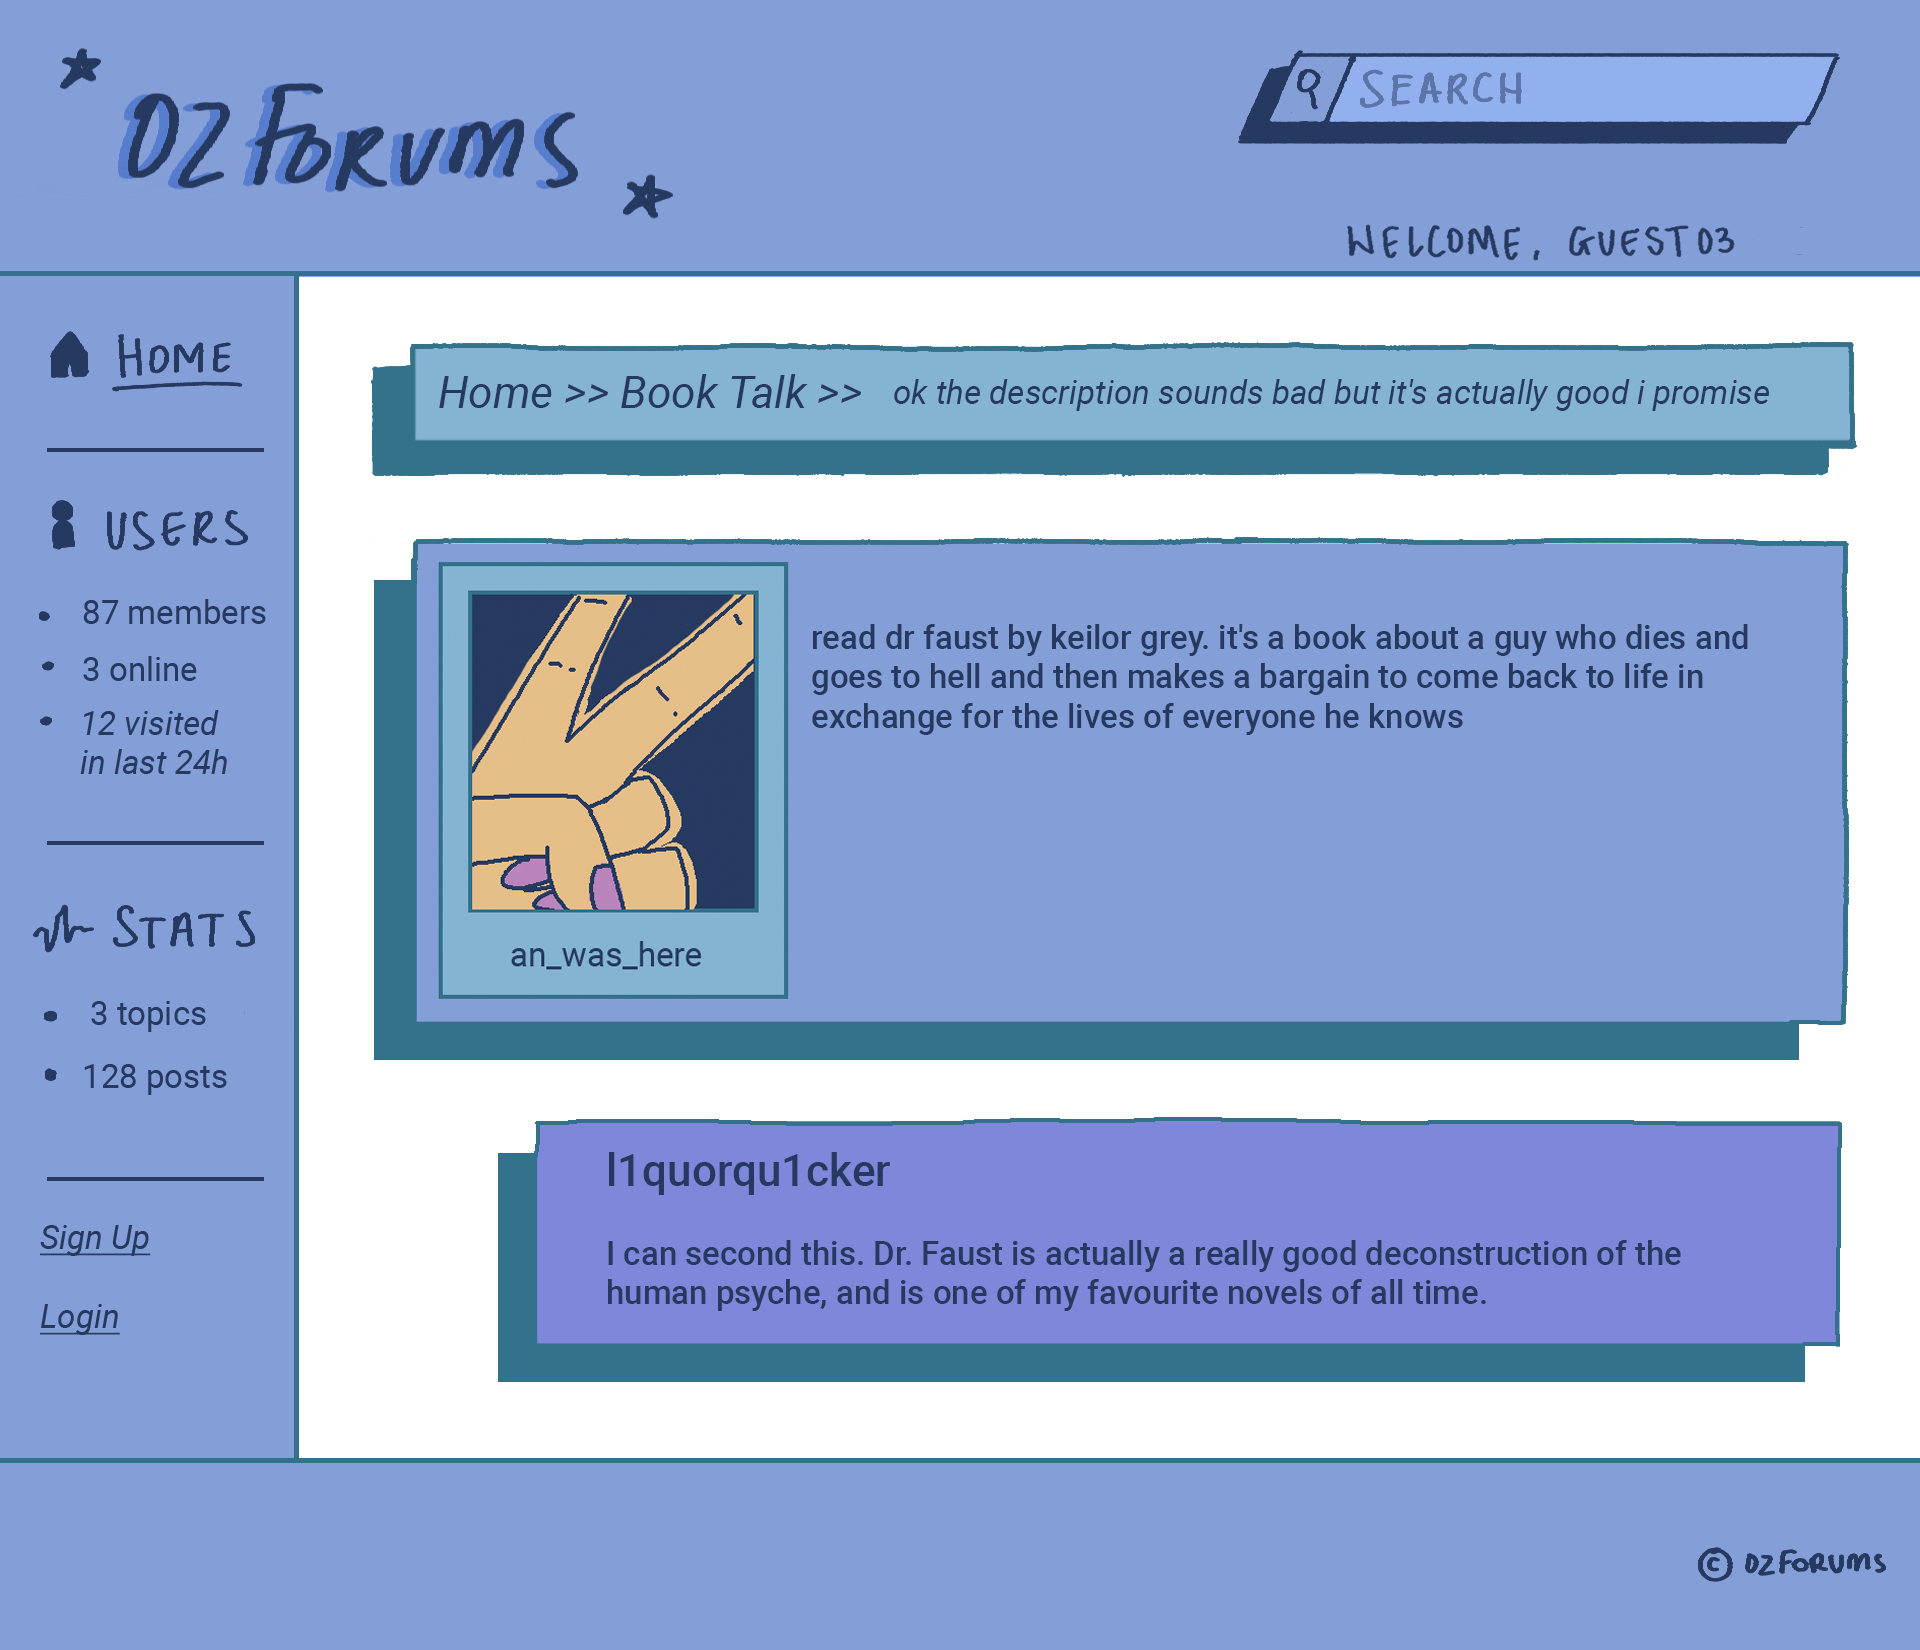 OZ FORUMS
SEARCH
WELCOME, GUEST03
HOME
USERS
87 members
3 online
12 visited
in last 24h
STATS
3 topics
128 posts
Sign Up
Login
Home >> Book Talk >> ok the description sounds bad but it's actually good i promise
read dr faust by keilor grey. it's a book about a guy who dies and
goes to hell and then makes a bargain to come back to life in
exchange for the lives of everyone he knows
an_was_here
l1quorqu1cker
I can second this. Dr. Faust is actually a really good deconstruction of the
human psyche, and is one of my favourite novels of all time.
© OZFORUMS